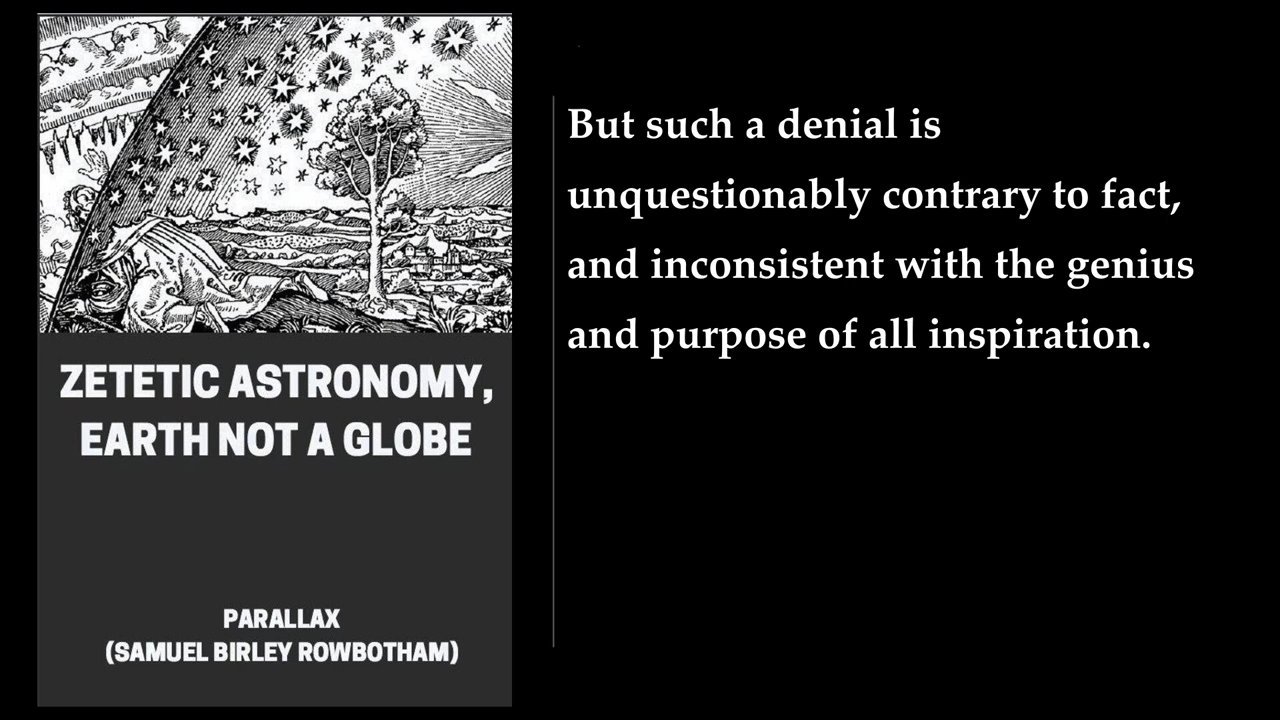 ZETETIC ASTRONOMY,
EARTH NOT A GLOBE
PARALLAX
(SAMUEL BIRLEY ROWBOTHAM)
But such a denial is
unquestionably contrary to fact,
and inconsistent with the genius
and purpose of all inspiration.